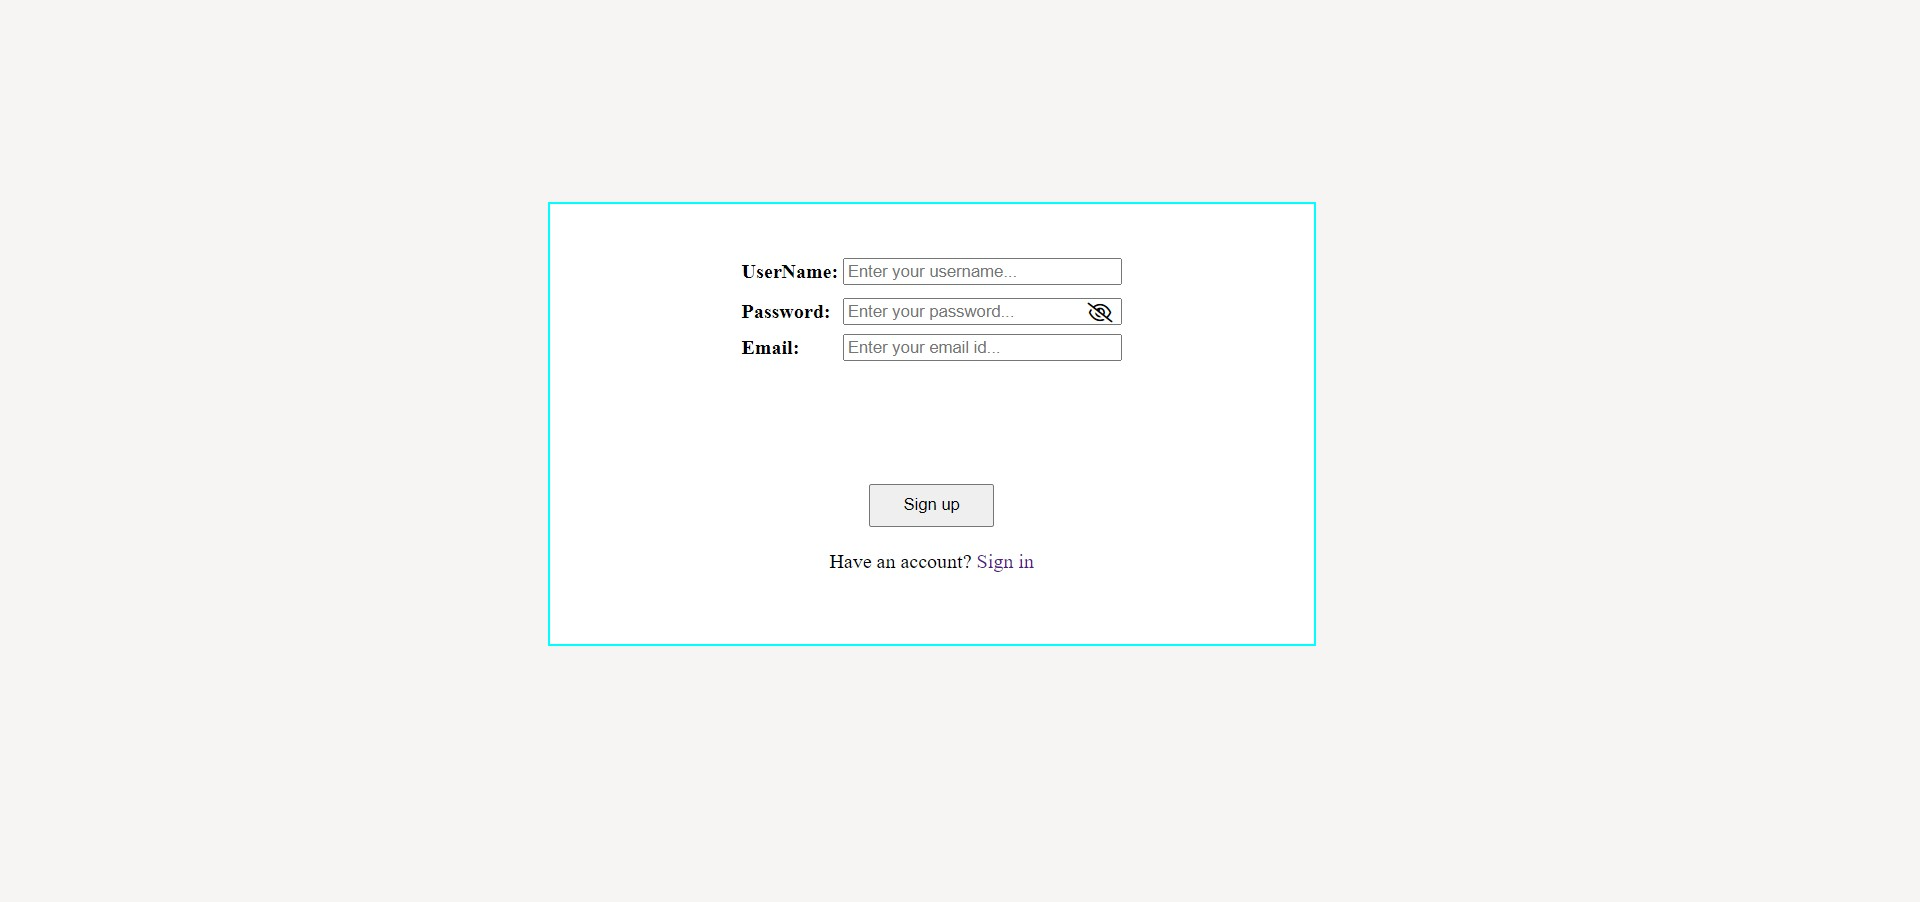 UserName: Enter your username...
Password: Enter your password...
Email: Enter your email id...
Sign up
Have an account? Sign in